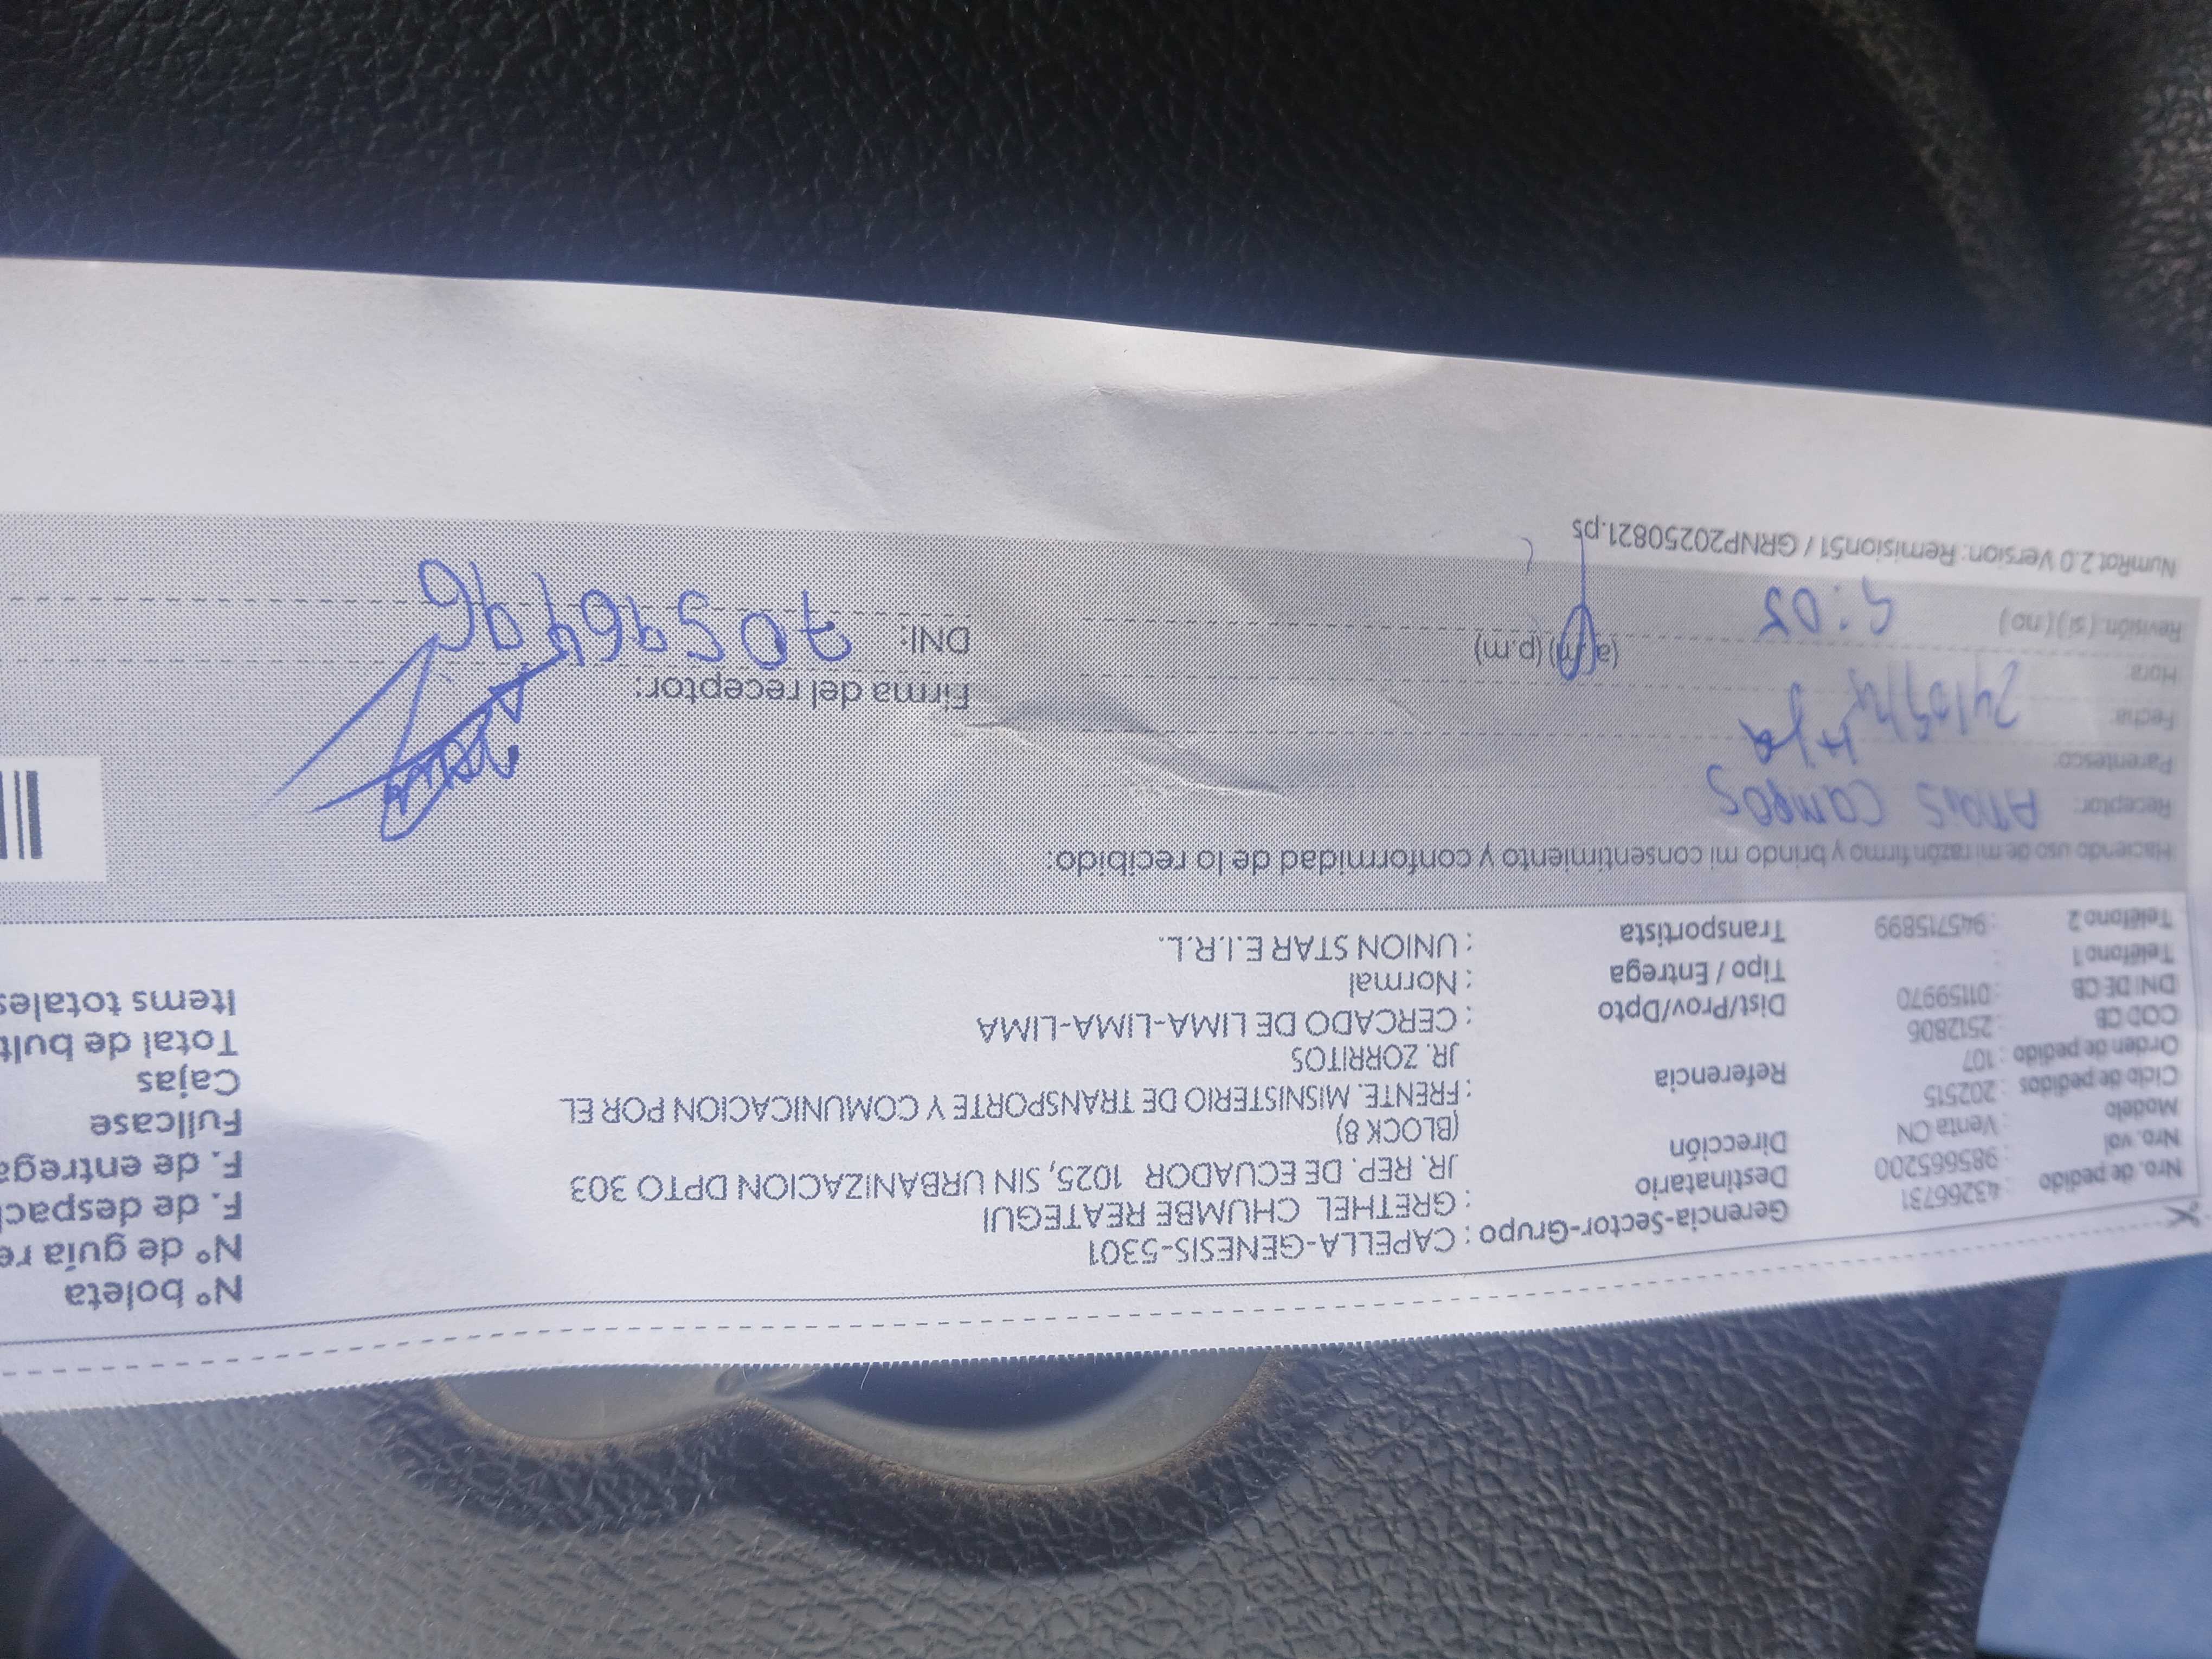 Nro. de pedido : 43266731
Nro. vol : 985665200
Modelo : Venta CN
Ciclo de pedidos : 202515
Orden de pedido : 107
COD CB : 2512806
DNI DE CB : 01159970
Teléfono 1 :
Teléfono 2 : 945715899
Gerencia-Sector-Grupo : CAPELLA-GENESIS-5301
Destinatario : GRETHEL CHUMBE REATEGUI
Dirección JR. REP. DE ECUADOR 1025, SIN URBANIZACION DPTO 303
(BLOCK 8)
Referencia : FRENTE. MISNISTERIO DE TRANSPORTE Y COMUNICACION POR EL
JR. ZORRITOS
Dist/Prov/Dpto : CERCADO DE LIMA-LIMA-LIMA
Tipo / Entrega : Normal
Transportista : UNION STAR E.I.R.L.
N° boleta
N° de guía re
F. de despach
F. de entrega
Fullcase
Cajas
Total de bult
Items totales
Haciendo uso de mi razón firmo y brindo mi consentimiento y conformidad de lo recibido:
Receptor: Campos
Parentesco: Hja
Fecha:
Hora: (a.m) (p.m)
Revisión: (si) (no)
Firma del receptor:
DNI:
NumRot 2.0 Version: Remision51 / GRNP20250821.ps